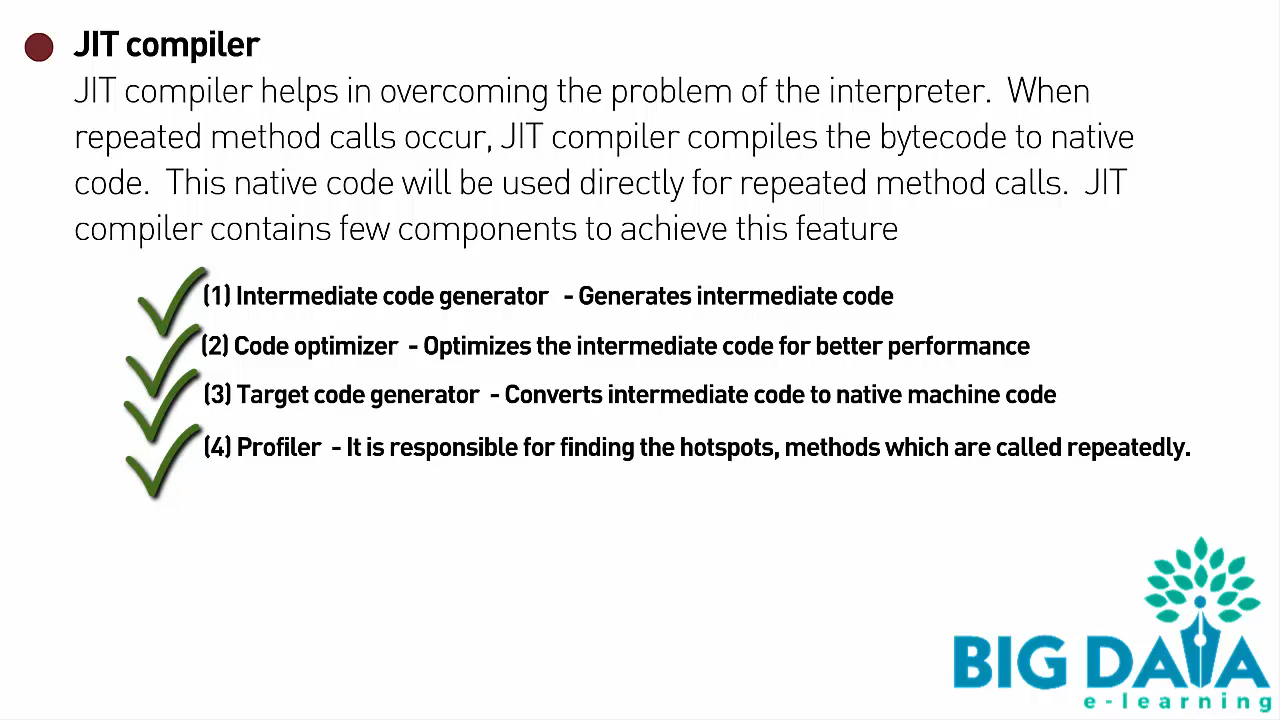 JIT compiler
JIT compiler helps in overcoming the problem of the interpreter.  When
repeated method calls occur, JIT compiler compiles the bytecode to native
code.  This native code will be used directly for repeated method calls.  JIT
compiler contains few components to achieve this feature
(1) Intermediate code generator  - Generates intermediate code
(2) Code optimizer  - Optimizes the intermediate code for better performance
(3) Target code generator  - Converts intermediate code to native machine code
(4) Profiler  - It is responsible for finding the hotspots, methods which are called repeatedly.
BIG DATA
e-learning